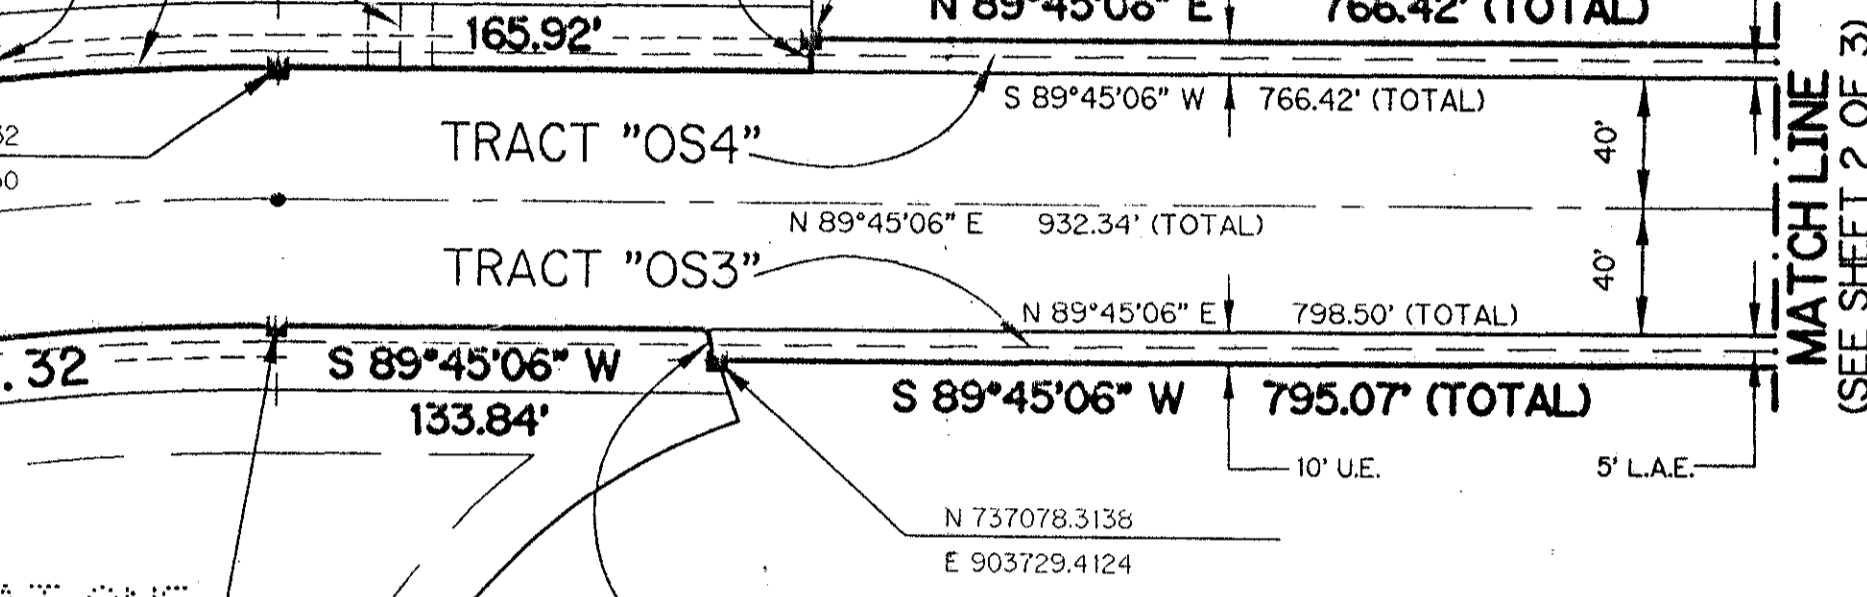 N 89°45'06" E 766.42' (TOTAL)
165.92'
S 89°45'06" W 766.42' (TOTAL)
TRACT "OS4"
40'
N 89°45'06" E 932.34' (TOTAL)
TRACT "OS3"
40'
N 89°45'06" E 798.50' (TOTAL)
.32
S 89°45'06" W
133.84'
S 89°45'06" W 795.07' (TOTAL)
10' U.E.
5' L.A.E.
N 737078.3138
E 903729.4124
MATCH LINE
(SEE SHEET 2 OF 3)